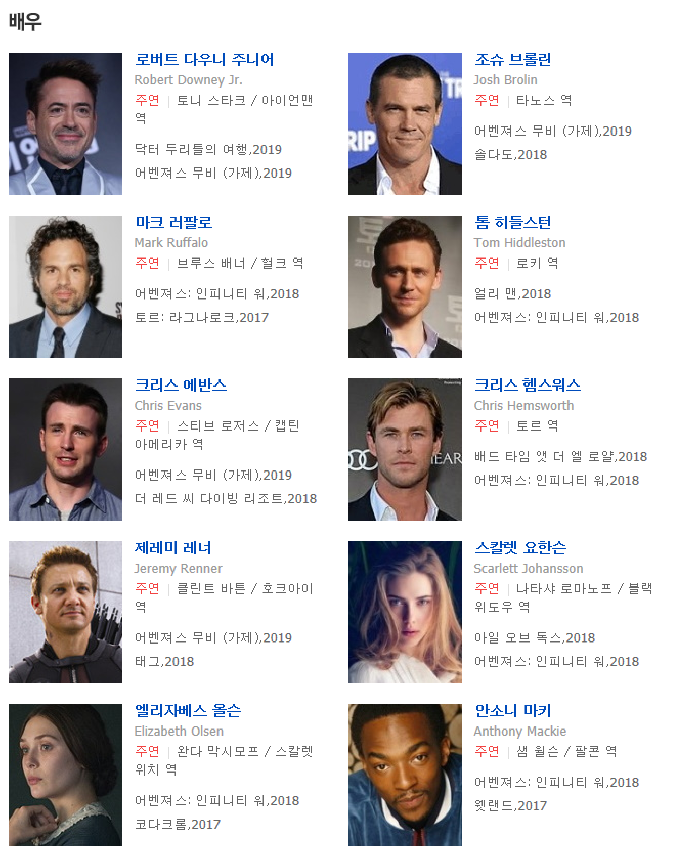 배우
로버트 다우니 주니어
Robert Downey Jr.
주연 | 토니 스타크 / 아이언맨
역
닥터 두리틀의 여행,2019
어벤져스 무비 (가제),2019
조슈 브롤린
Josh Brolin
주연 | 타노스 역
어벤져스 무비 (가제),2019
솔다도,2018
마크 러팔로
Mark Ruffalo
주연 | 브루스 배너 / 헐크 역
어벤져스: 인피니티 워,2018
토르: 라그나로크,2017
톰 히들스턴
Tom Hiddleston
주연 | 로키 역
얼리 맨,2018
어벤져스: 인피니티 워,2018
크리스 에반스
Chris Evans
주연 | 스티브 로저스 / 캡틴
아메리카 역
어벤져스 무비 (가제),2019
더 레드 씨 다이빙 리조트,2018
크리스 헴스워스
Chris Hemsworth
주연 | 토르 역
배드 타임 앳 더 엘 로얄,2018
어벤져스: 인피니티 워,2018
제레미 레너
Jeremy Renner
주연 | 클린트 바튼 / 호크아이
역
어벤져스 무비 (가제),2019
태그,2018
스칼렛 요한슨
Scarlett Johansson
주연 | 나타샤 로마노프 / 블랙
위도우 역
아일 오브 독스,2018
어벤져스: 인피니티 워,2018
엘리자베스 올슨
Elizabeth Olsen
주연 | 완다 막시모프 / 스칼렛
위치 역
어벤져스: 인피니티 워,2018
코다크롬,2017
안소니 마키
Anthony Mackie
주연 | 샘 윌슨 / 팔콘 역
어벤져스: 인피니티 워,2018
웻랜드,2017